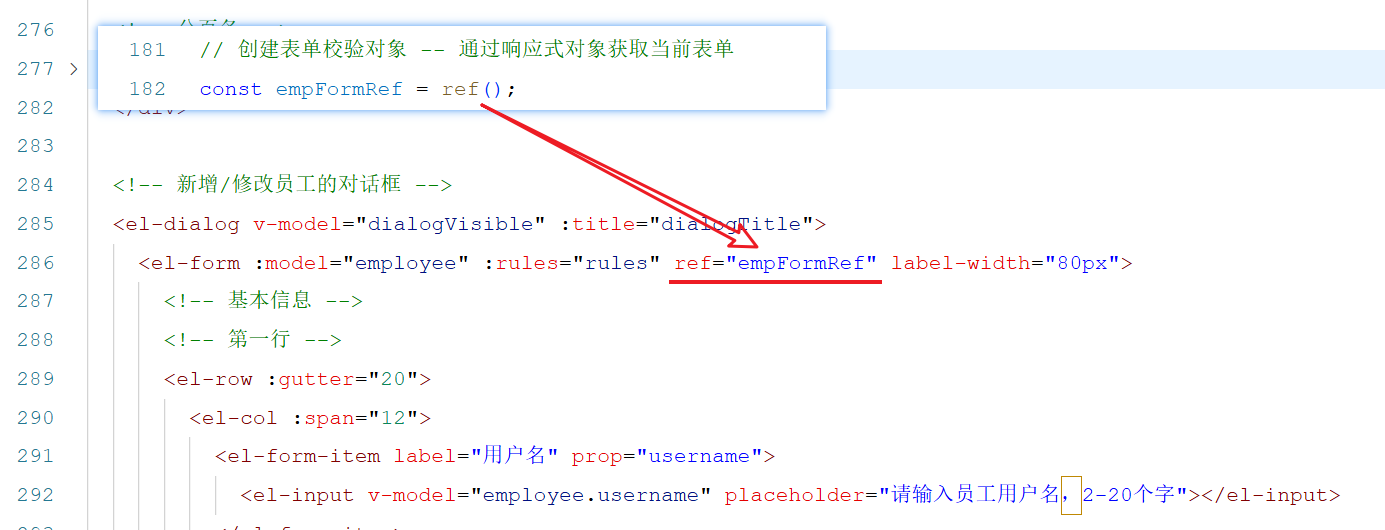 276
181 // 创建表单校验对象 -- 通过响应式对象获取当前表单
277 >
182 const empFormRef = ref();
282 </div>
283
284 <!-- 新增/修改员工的对话框 -->
285 <el-dialog v-model="dialogVisible" :title="dialogTitle">
286 <el-form :model="employee" :rules="rules" ref="empFormRef" label-width="80px">
287 <!-- 基本信息 -->
288 <!-- 第一行 -->
289 <el-row :gutter="20">
290 <el-col :span="12">
291 <el-form-item label="用户名" prop="username">
292 <el-input v-model="employee.username" placeholder="请输入员工用户名，2-20个字"></el-input>